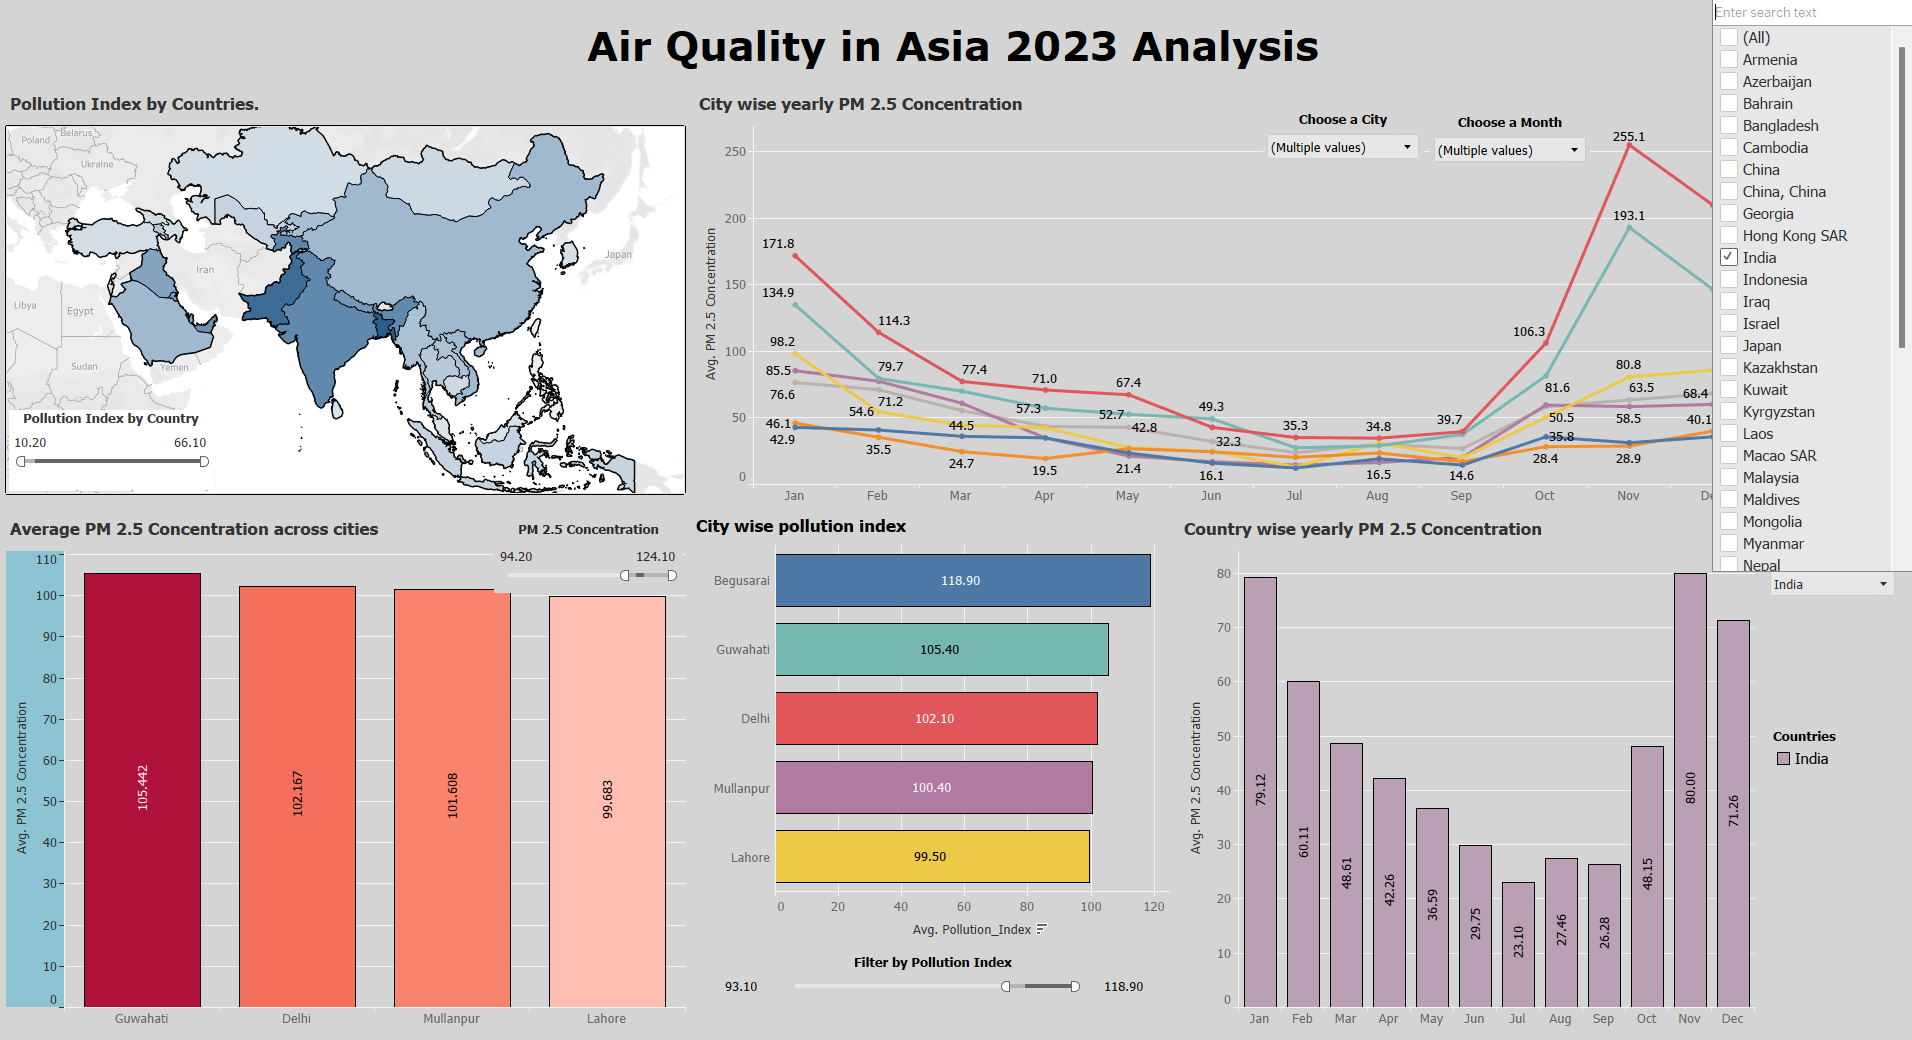 Air Quality in Asia 2023 Analysis
Enter search text
(All)
Armenia
Azerbaijan
Bahrain
Bangladesh
Cambodia
China
China, China
Georgia
Hong Kong SAR
India
Indonesia
Iraq
Israel
Japan
Kazakhstan
Kuwait
Kyrgyzstan
Laos
Macao SAR
Malaysia
Maldives
Mongolia
Myanmar
Nepal
Pollution Index by Countries.
Poland
Belarus
Ukraine
Iran
Japan
Libya
Egypt
Sudan
Yemen
Pollution Index by Country
10.20 66.10
City wise yearly PM 2.5 Concentration
Choose a City
(Multiple values)
Choose a Month
(Multiple values)
Avg. PM 2.5 Concentration
250
200
150
100
50
0
171.8
134.9
98.2
85.5
76.6
46.1
42.9
114.3
79.7
71.2
54.6
35.5
77.4
44.5
24.7
71.0
57.3
19.5
67.4
52.7
42.8
21.4
49.3
32.3
16.1
35.3
34.8
16.5
39.7
14.6
106.3
81.6
50.5
35.8
28.4
255.1
193.1
80.8
63.5
58.5
28.9
68.4
40.1
Jan Feb Mar Apr May Jun Jul Aug Sep Oct Nov De
Average PM 2.5 Concentration across cities
PM 2.5 Concentration
94.20 124.10
Avg. PM 2.5 Concentration
110
100
90
80
70
60
50
40
30
20
10
0
105.442
102.167
101.608
99.683
Guwahati Delhi Mullanpur Lahore
City wise pollution index
Begusarai 118.90
Guwahati 105.40
Delhi 102.10
Mullanpur 100.40
Lahore 99.50
0 20 40 60 80 100 120
Avg. Pollution_Index
Filter by Pollution Index
93.10 118.90
Country wise yearly PM 2.5 Concentration
India
Avg. PM 2.5 Concentration
80
70
60
50
40
30
20
10
0
79.12
60.11
48.61
42.26
36.59
29.75
23.10
27.46
26.28
48.15
80.00
71.26
Jan Feb Mar Apr May Jun Jul Aug Sep Oct Nov Dec
Countries
India